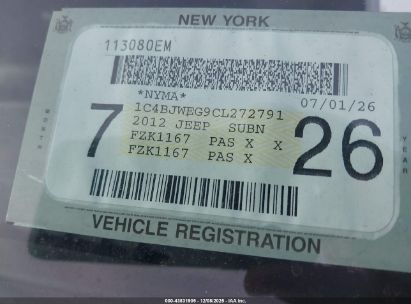 NEW YORK
113080EM
*NYMA*
07/01/26
1C4BJWEG9CL272791
2012 JEEP SUBN
7
26
FZK1167 PAS X X
FZK1167 PAS X
YEAR
VEHICLE REGISTRATION